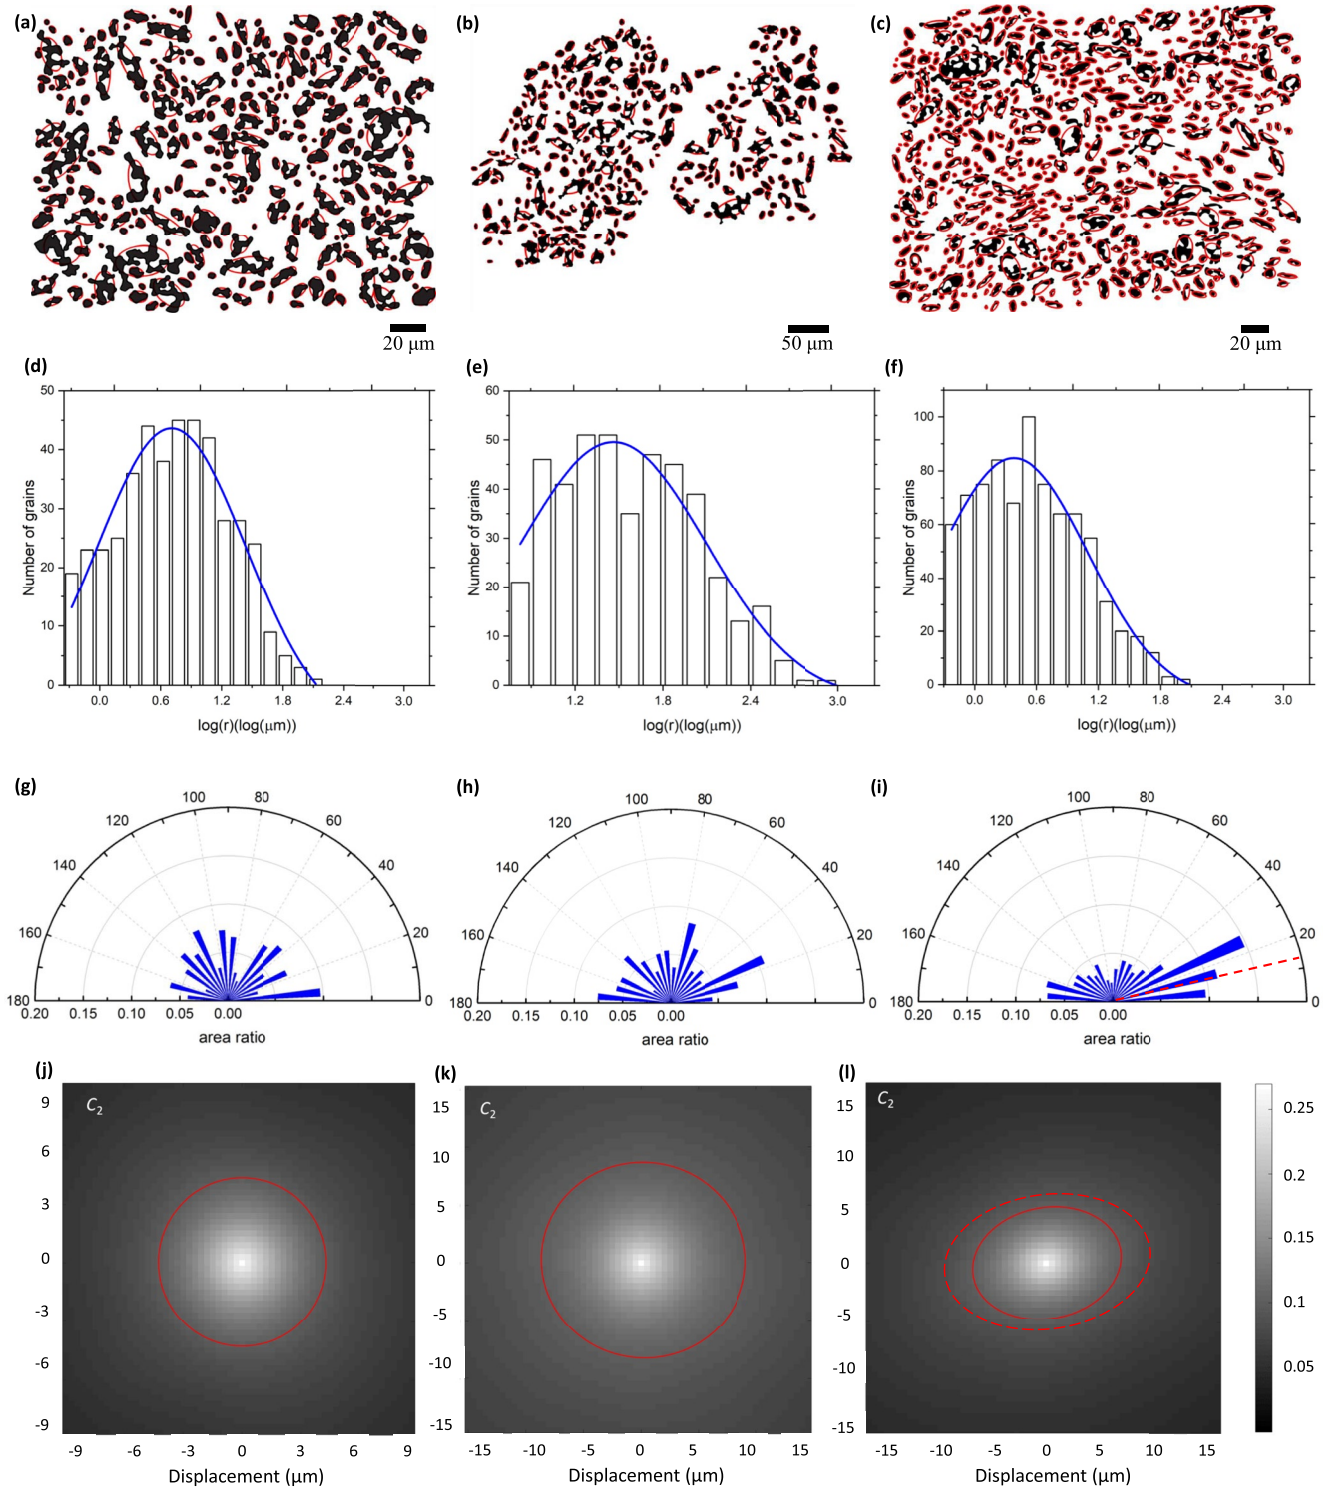 (a)
(b)
(c)
20 μm
50 μm
20 μm
(d)
(e)
(f)
50
40
30
20
10
0
Number of grains
0.0 0.6 1.2 1.8 2.4 3.0
log(r)(log(μm))
60
50
40
30
20
10
0
Number of grains
1.2 1.8 2.4 3.0
log(r)(log(μm))
100
80
60
40
20
0
Number of grains
0.0 0.6 1.2 1.8 2.4 3.0
log(r)(log(μm))
(g)
100 80
120 60
140 40
160 20
180 0
0.20 0.15 0.10 0.05 0.00
area ratio
(h)
100 80
120 60
140 40
160 20
180 0
0.20 0.15 0.10 0.05 0.00
area ratio
(i)
100 80
120 60
140 40
160 20
180 0
0.20 0.15 0.10 0.05 0.00
area ratio
(j)
C2
9
6
3
0
-3
-6
-9
-9 -6 -3 0 3 6 9
Displacement (μm)
(k)
C2
15
10
5
0
-5
-10
-15
-15 -10 -5 0 5 10 15
Displacement (μm)
(l)
C2
15
10
5
0
-5
-10
-15
-15 -10 -5 0 5 10 15
Displacement (μm)
0.25
0.2
0.15
0.1
0.05